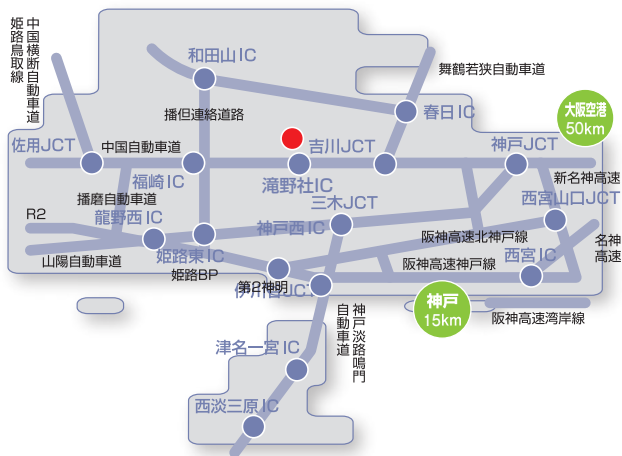 中国横断自動車道
姫路鳥取線
和田山IC
舞鶴若狭自動車道
春日IC
大阪空港
50km
播但連絡道路
佐用JCT
中国自動車道
吉川JCT
神戸JCT
福崎IC
滝野社IC
新名神高速
播磨自動車道
三木JCT
西宮山口JCT
R2
龍野西IC
神戸西IC
阪神高速北神戸線
名神
高速
山陽自動車道
姫路東IC
姫路BP
第2神明
阪神高速神戸線
西宮IC
伊川谷JCT
神戸
15km
阪神高速湾岸線
神戸淡路鳴門
自動車道
津名一宮IC
西淡三原IC